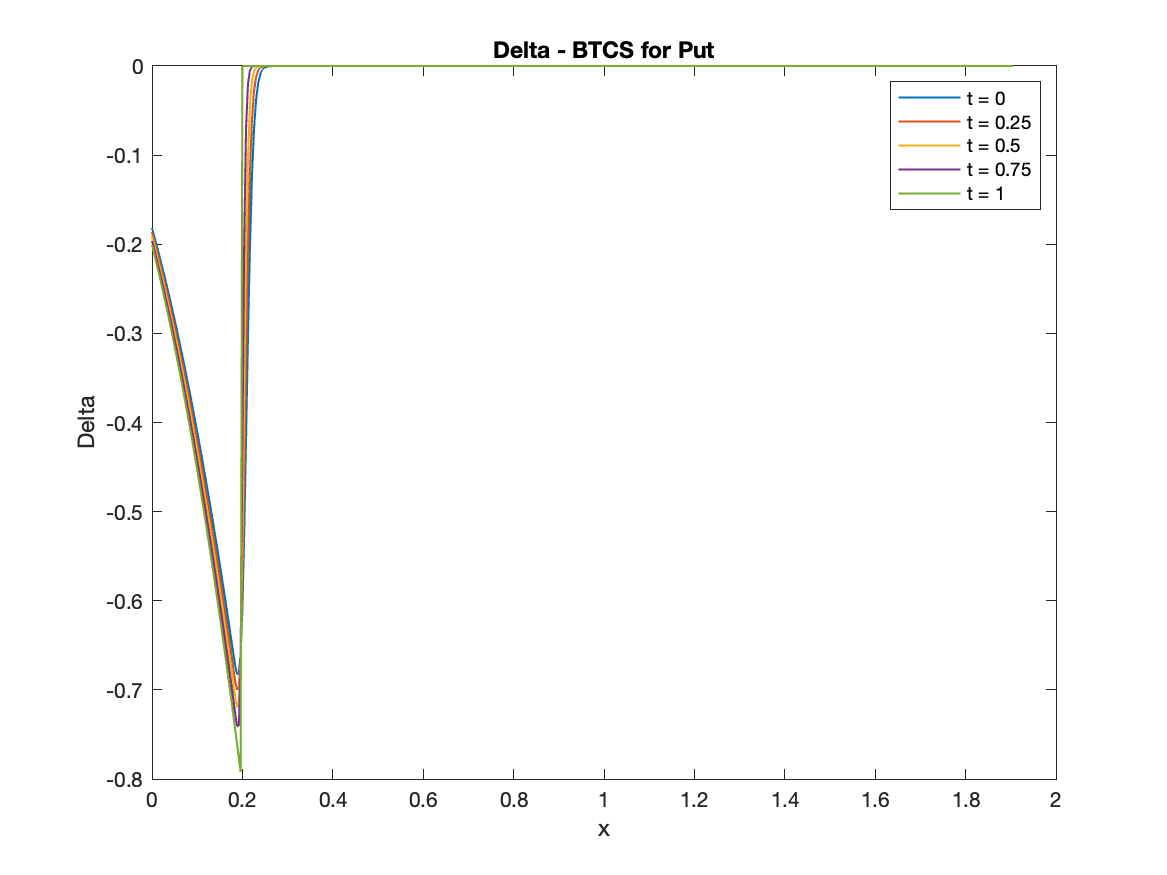 Delta - BTCS for Put
0
-0.1
-0.2
-0.3
-0.4
-0.5
-0.6
-0.7
-0.8
Delta
t = 0
t = 0.25
t = 0.5
t = 0.75
t = 1
0 0.2 0.4 0.6 0.8 1 1.2 1.4 1.6 1.8 2
x